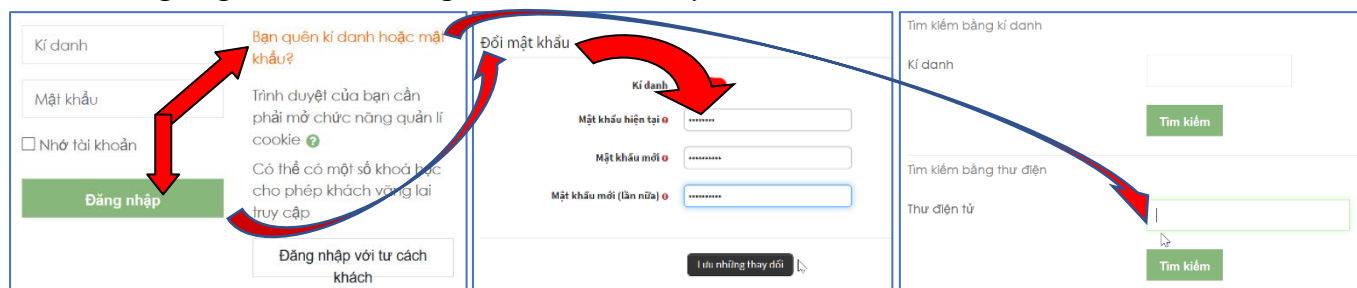 Kí danh
Mật khẩu
Nhớ tài khoản
Đăng nhập
Bạn quên kí danh hoặc mật
khẩu?
Trình duyệt của bạn cần
phải mở chức năng quản lí
cookie
Có thể có một số khoá học
cho phép khách vãng lai
truy cập
Đăng nhập với tư cách
khách
Đổi mật khẩu
Kí danh
Mật khẩu hiện tại
Mật khẩu mới
Mật khẩu mới (lần nữa)
Lưu những thay đổi
Tìm kiếm bằng kí danh
Kí danh
Tìm kiếm
Tìm kiếm bằng thư điện
Thư điện tử
Tìm kiếm